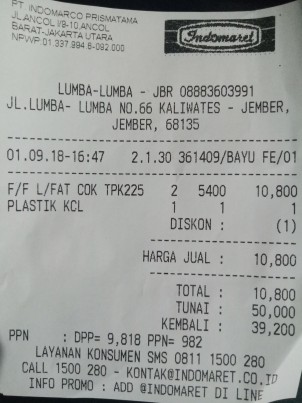 PT. INDOMARCO PRISMATAMA
JL.ANCOL I/9-10,ANCOL
BARAT-JAKARTA UTARA
NPWP 01.337.994.6-092.000
Indomaret
LUMBA-LUMBA - JBR 08883603991
JL.LUMBA- LUMBA NO.66 KALIWATES - JEMBER,
JEMBER, 68135
01.09.18-16:47 2.1.30 361409/BAYU FE/01
F/F L/FAT COK TPK225 2 5400 10,800
PLASTIK KCL 1 1 1
DISKON : (1)
HARGA JUAL : 10,800
TOTAL : 10,800
TUNAI : 50,000
KEMBALI : 39,200
PPN : DPP= 9,818 PPN= 982
LAYANAN KONSUMEN SMS 0811 1500 280
CALL 1500 280 - KONTAK@INDOMARET.CO.ID
INFO PROMO : ADD @INDOMARET DI LINE